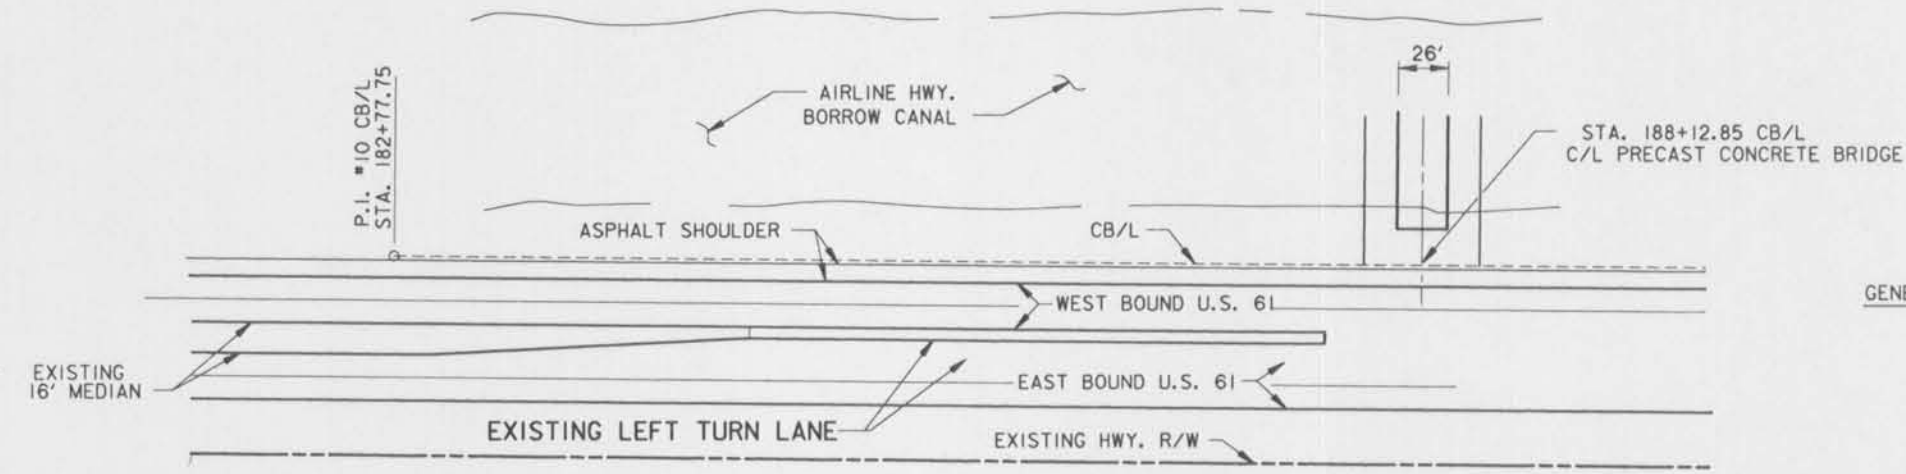 26'
P.I. #10 CB/L
STA. 182+77.75
AIRLINE HWY.
BORROW CANAL
STA. 188+12.85 CB/L
C/L PRECAST CONCRETE BRIDGE
ASPHALT SHOULDER
CB/L
WEST BOUND U.S. 61
GENE
EXISTING
16' MEDIAN
EAST BOUND U.S. 61
EXISTING LEFT TURN LANE
EXISTING HWY. R/W